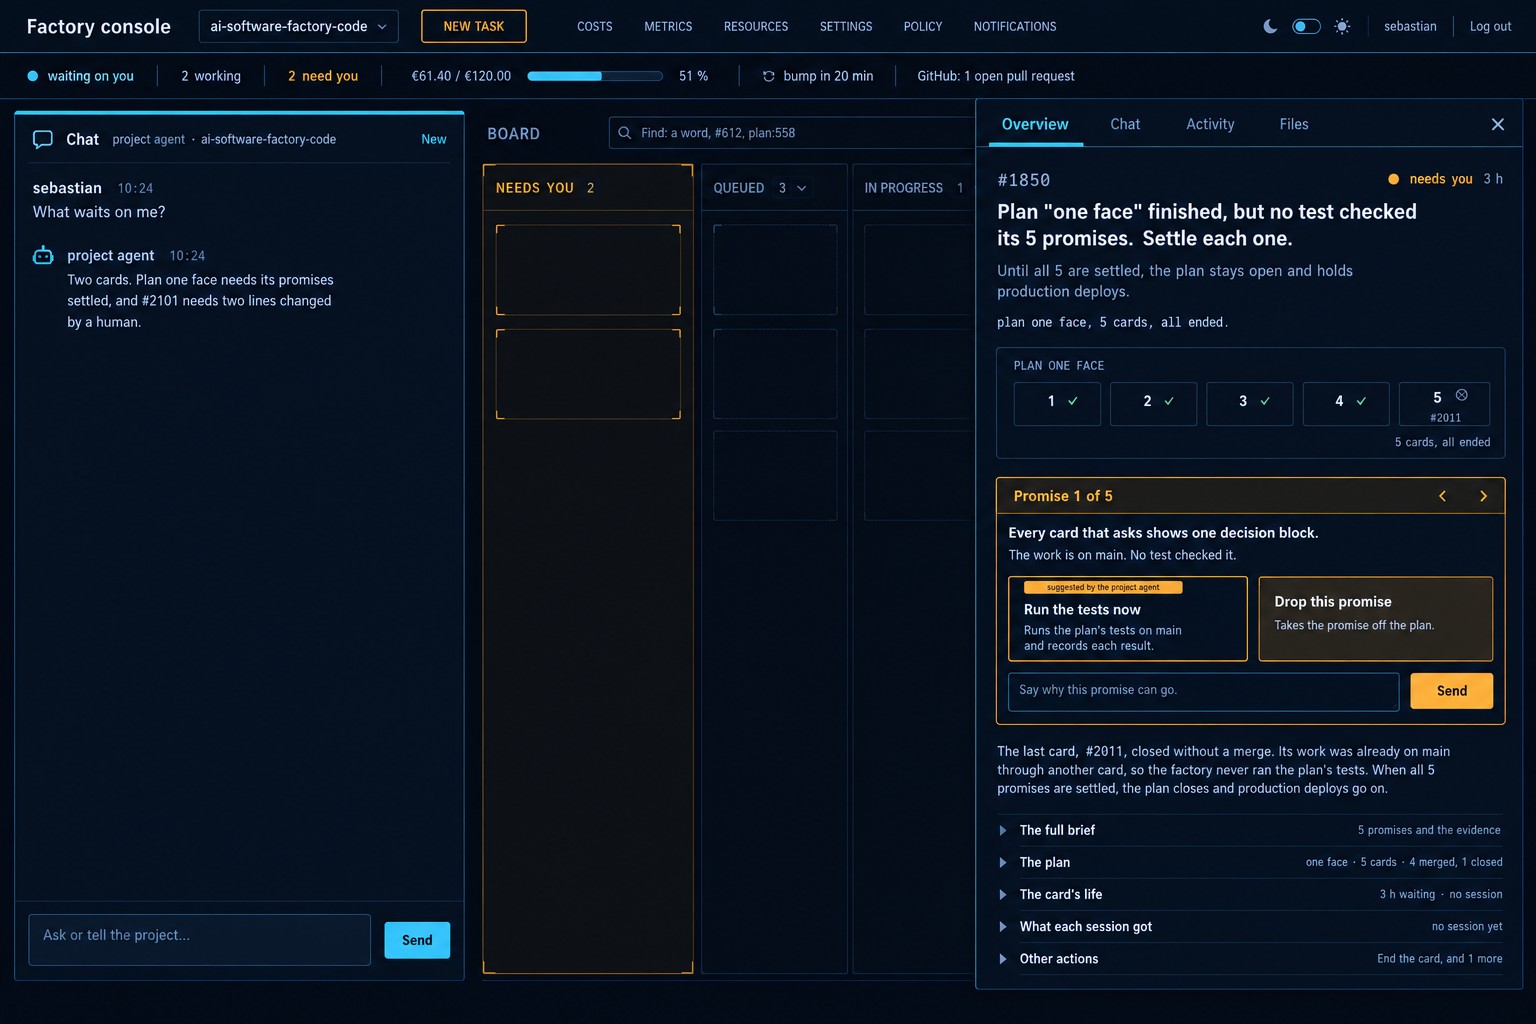 Factory console
ai-software-factory-code
NEW TASK
COSTS
METRICS
RESOURCES
SETTINGS
POLICY
NOTIFICATIONS
sebastian
Log out
waiting on you
2 working
2 need you
€61.40 / €120.00
51 %
bump in 20 min
GitHub: 1 open pull request
Chat project agent · ai-software-factory-code
New
sebastian 10:24
What waits on me?
project agent 10:24
Two cards. Plan one face needs its promises
settled, and #2101 needs two lines changed
by a human.
Ask or tell the project...
Send
BOARD
Find: a word, #612, plan:558
NEEDS YOU 2
QUEUED 3
IN PROGRESS 1
Overview
Chat
Activity
Files
#1850
needs you 3 h
Plan "one face" finished, but no test checked
its 5 promises. Settle each one.
Until all 5 are settled, the plan stays open and holds
production deploys.
plan one face, 5 cards, all ended.
PLAN ONE FACE
1
2
3
4
5
#2011
5 cards, all ended
Promise 1 of 5
Every card that asks shows one decision block.
The work is on main. No test checked it.
suggested by the project agent
Run the tests now
Runs the plan's tests on main
and records each result.
Drop this promise
Takes the promise off the plan.
Say why this promise can go.
Send
The last card, #2011, closed without a merge. Its work was already on main
through another card, so the factory never ran the plan's tests. When all 5
promises are settled, the plan closes and production deploys go on.
The full brief
5 promises and the evidence
The plan
one face · 5 cards · 4 merged, 1 closed
The card's life
3 h waiting · no session
What each session got
no session yet
Other actions
End the card, and 1 more